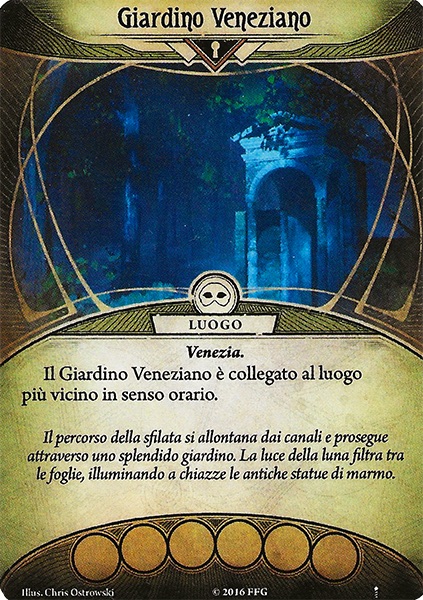 Giardino Veneziano
LUOGO
Venezia.
Il Giardino Veneziano è collegato al luogo
più vicino in senso orario.
Il percorso della sfilata si allontana dai canali e prosegue
attraverso uno splendido giardino. La luce della luna filtra tra
le foglie, illuminando a chiazze le antiche statue di marmo.
Illus. Chris Ostrowski
© 2016 FFG